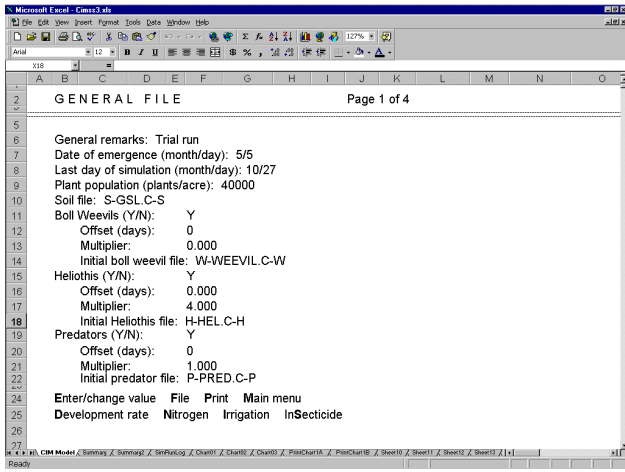 Microsoft Excel - Cimss3.xls
File Edit View Insert Format Tools Data Window Help
127%
Arial 12 B I U $ % ,
X18 =
A B C D E F G H I J K L M N O
2 GENERAL FILE Page 1 of 4
5
6 General remarks: Trial run
7 Date of emergence (month/day): 5/5
8 Last day of simulation (month/day): 10/27
9 Plant population (plants/acre): 40000
10 Soil file: S-GSL.C-S
11 Boll Weevils (Y/N): Y
12 Offset (days): 0
13 Multiplier: 0.000
14 Initial boll weevil file: W-WEEVIL.C-W
15 Heliothis (Y/N): Y
16 Offset (days): 0.000
17 Multiplier: 4.000
18 Initial Heliothis file: H-HEL.C-H
19 Predators (Y/N): Y
20 Offset (days): 0
21 Multiplier: 1.000
22 Initial predator file: P-PRED.C-P
24 Enter/change value File Print Main menu
25 Development rate Nitrogen Irrigation InSecticide
26
27
CIM Model Summary Summary2 SimRunLog Chart01 Chart02 Chart03 PrintChart1A PrintChart1B Sheet10 Sheet11 Sheet12 Sheet13
Ready